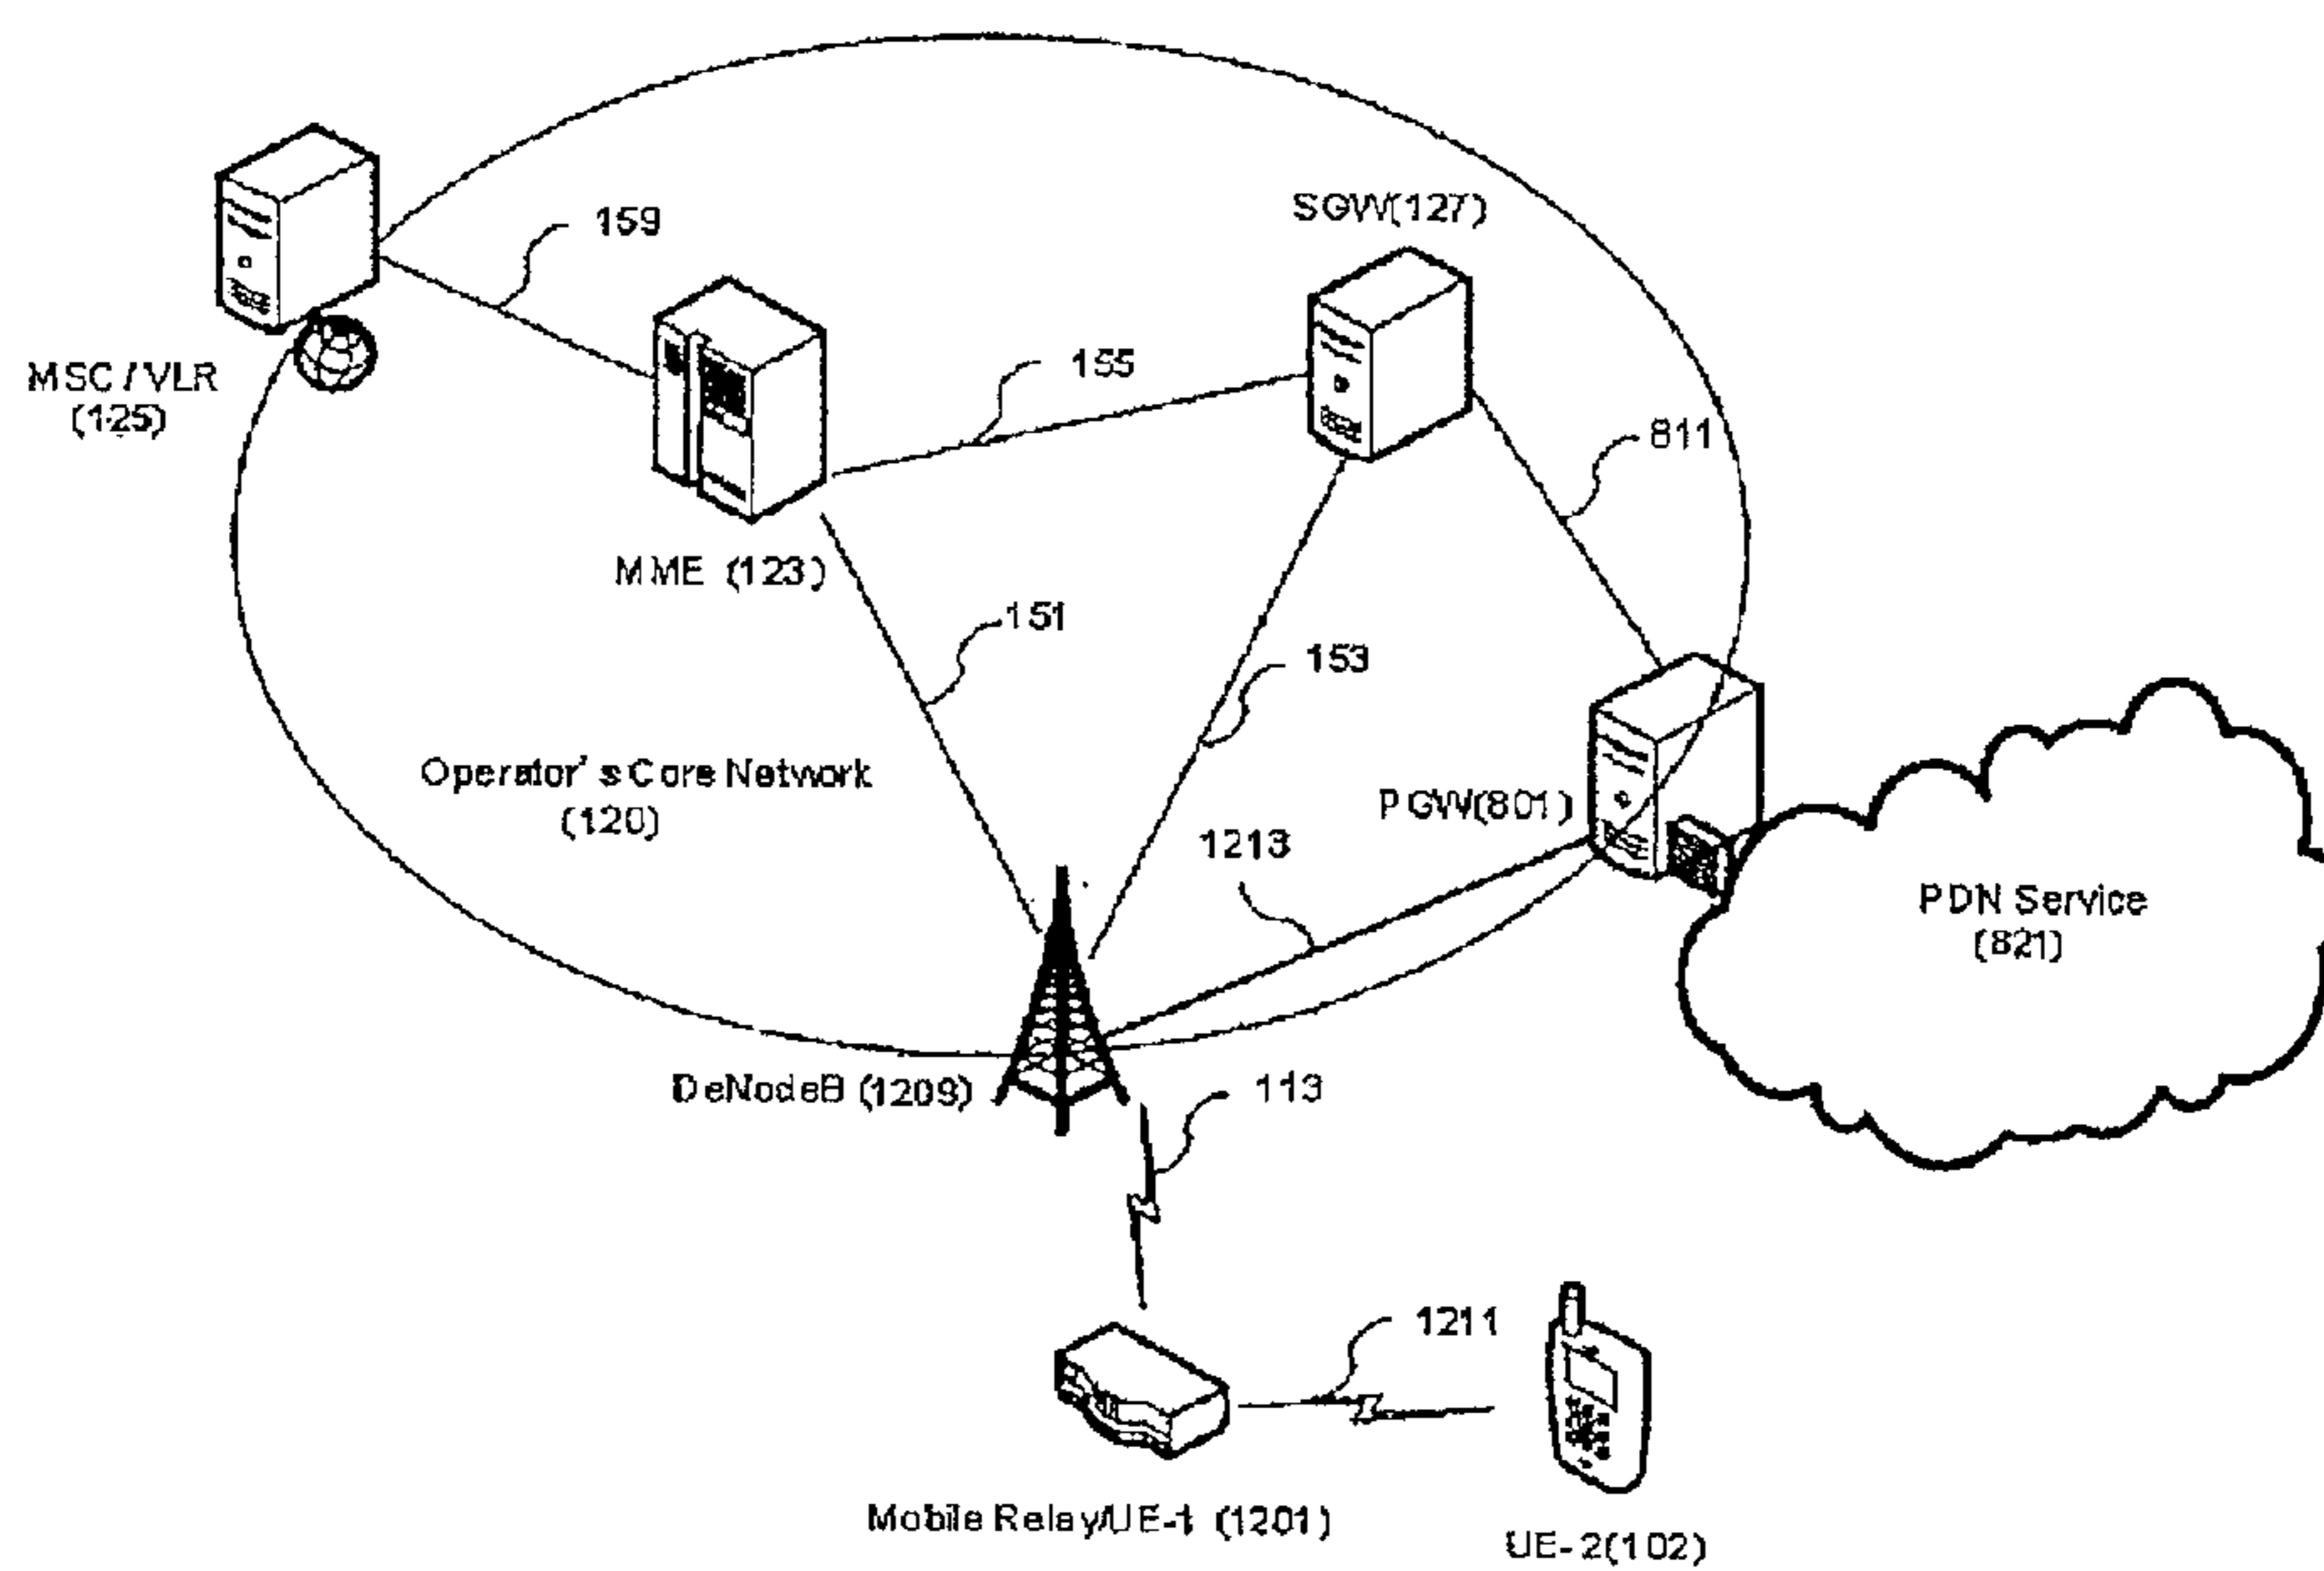 159
SGW(127)
155
MSC / VLR
(125)
811
MME (123)
151
153
Operator's Core Network
(120)
PGW(801)
1213
PDN Service
(821)
DeNodeB (1209)
113
1211
Mobile Relay/UE-1 (1201)
UE-2(102)